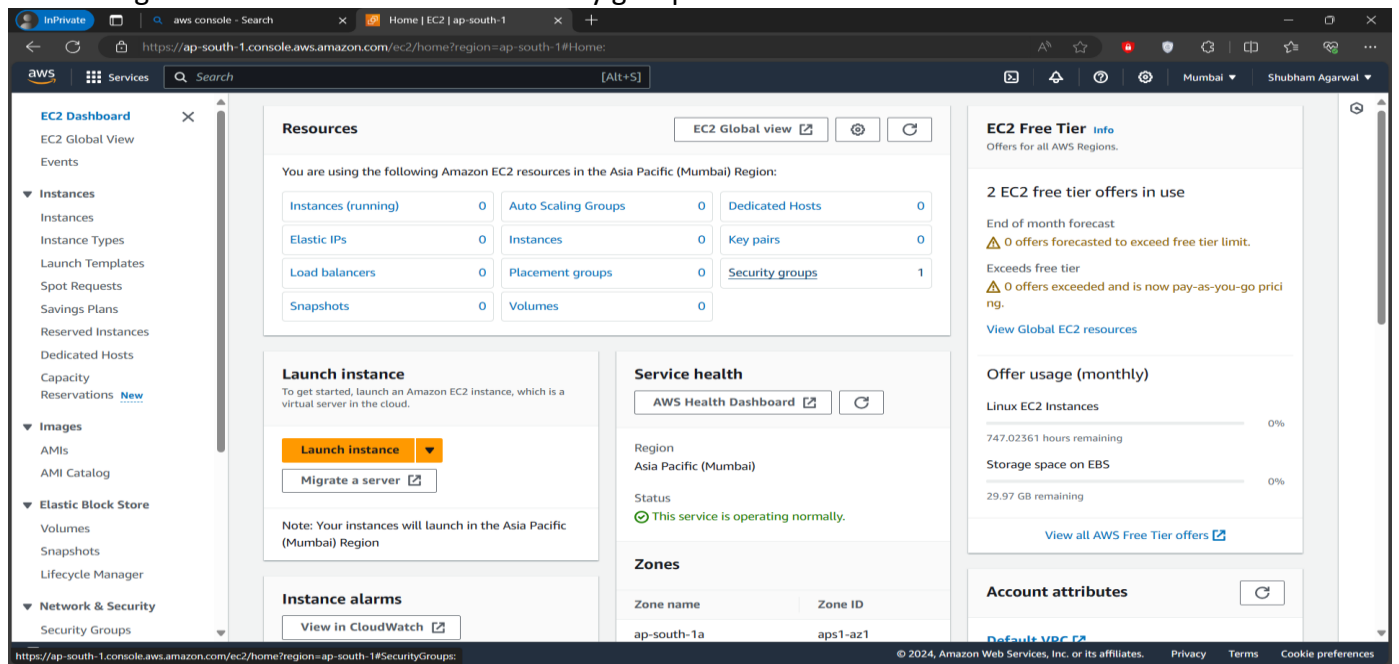 InPrivate
aws console - Search
Home | EC2 | ap-south-1
https://ap-south-1.console.aws.amazon.com/ec2/home?region=ap-south-1#Home:
aws
Services
Search
[Alt+S]
Mumbai
Shubham Agarwal
EC2 Dashboard
EC2 Global View
Events
Instances
Instances
Instance Types
Launch Templates
Spot Requests
Savings Plans
Reserved Instances
Dedicated Hosts
Capacity
Reservations New
Images
AMIs
AMI Catalog
Elastic Block Store
Volumes
Snapshots
Lifecycle Manager
Network & Security
Security Groups
Resources
EC2 Global view
You are using the following Amazon EC2 resources in the Asia Pacific (Mumbai) Region:
Instances (running) 0 Auto Scaling Groups 0 Dedicated Hosts 0
Elastic IPs 0 Instances 0 Key pairs 0
Load balancers 0 Placement groups 0 Security groups 1
Snapshots 0 Volumes 0
Launch instance
To get started, launch an Amazon EC2 instance, which is a
virtual server in the cloud.
Launch instance
Migrate a server
Note: Your instances will launch in the Asia Pacific
(Mumbai) Region
Instance alarms
View in CloudWatch
Service health
AWS Health Dashboard
Region
Asia Pacific (Mumbai)
Status
This service is operating normally.
Zones
Zone name Zone ID
ap-south-1a aps1-az1
EC2 Free Tier Info
Offers for all AWS Regions.
2 EC2 free tier offers in use
End of month forecast
0 offers forecasted to exceed free tier limit.
Exceeds free tier
0 offers exceeded and is now pay-as-you-go prici
ng.
View Global EC2 resources
Offer usage (monthly)
Linux EC2 Instances
0%
747.02361 hours remaining
Storage space on EBS
0%
29.97 GB remaining
View all AWS Free Tier offers
Account attributes
Default VPC
https://ap-south-1.console.aws.amazon.com/ec2/home?region=ap-south-1#SecurityGroups:
© 2024, Amazon Web Services, Inc. or its affiliates.
Privacy
Terms
Cookie preferences